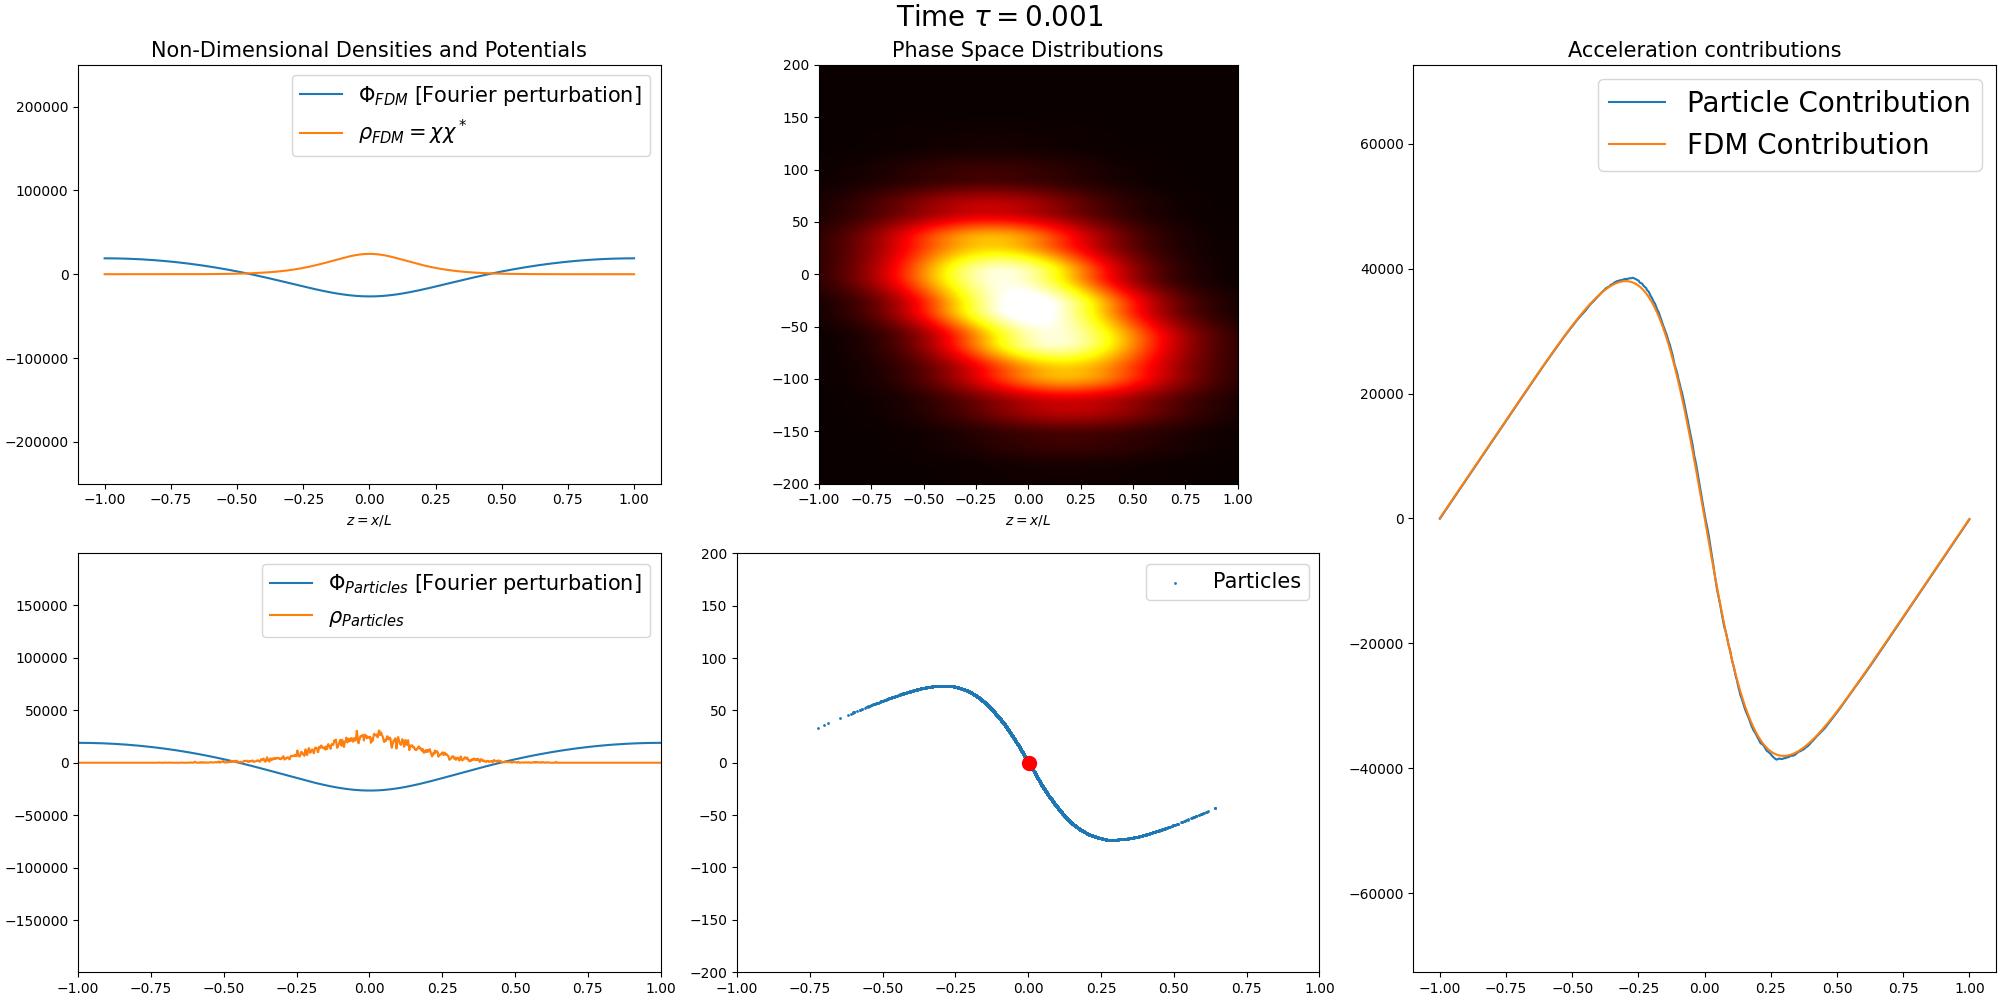 Time τ = 0.001
Non-Dimensional Densities and Potentials
Φ_FDM [Fourier perturbation]
ρ_FDM = χχ*
200000
100000
0
−100000
−200000
−1.00 −0.75 −0.50 −0.25 0.00 0.25 0.50 0.75 1.00
z = x/L
Phase Space Distributions
200
150
100
50
0
−50
−100
−150
−200
−1.00 −0.75 −0.50 −0.25 0.00 0.25 0.50 0.75 1.00
z = x/L
Acceleration contributions
Particle Contribution
FDM Contribution
60000
40000
20000
0
−20000
−40000
−60000
−1.00 −0.75 −0.50 −0.25 0.00 0.25 0.50 0.75 1.00
Φ_Particles [Fourier perturbation]
ρ_Particles
150000
100000
50000
0
−50000
−100000
−150000
−1.00 −0.75 −0.50 −0.25 0.00 0.25 0.50 0.75 1.00
Particles
200
150
100
50
0
−50
−100
−150
−200
−1.00 −0.75 −0.50 −0.25 0.00 0.25 0.50 0.75 1.00